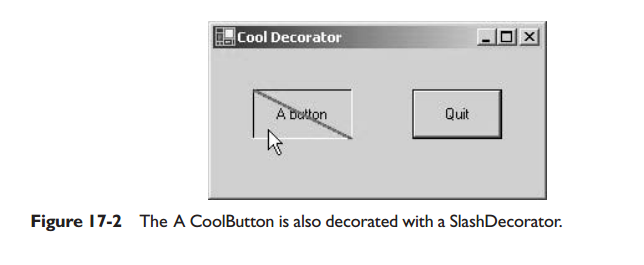 Cool Decorator
A button
Quit
Figure 17-2 The A CoolButton is also decorated with a SlashDecorator.